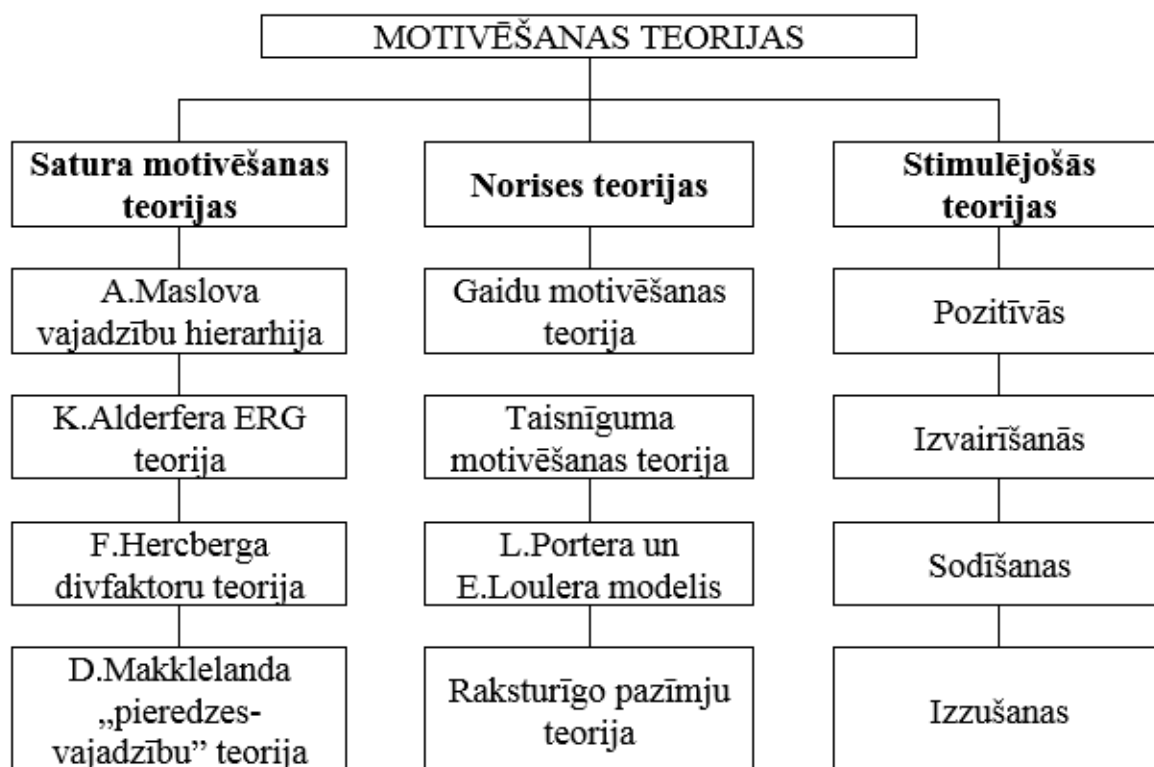 MOTIVĒŠANAS TEORIJAS
Satura motivēšanas
teorijas
A.Maslova
vajadzību hierarhija
K.Alderfera ERG
teorija
F.Hercberga
divfaktoru teorija
D.Makklelanda
„pieredzes-
vajadzību” teorija
Norises teorijas
Gaidu motivēšanas
teorija
Taisnīguma
motivēšanas teorija
L.Portera un
E.Loulera modelis
Raksturīgo pazīmju
teorija
Stimulējošās
teorijas
Pozitīvās
Izvairīšanās
Sodīšanas
Izzušanas